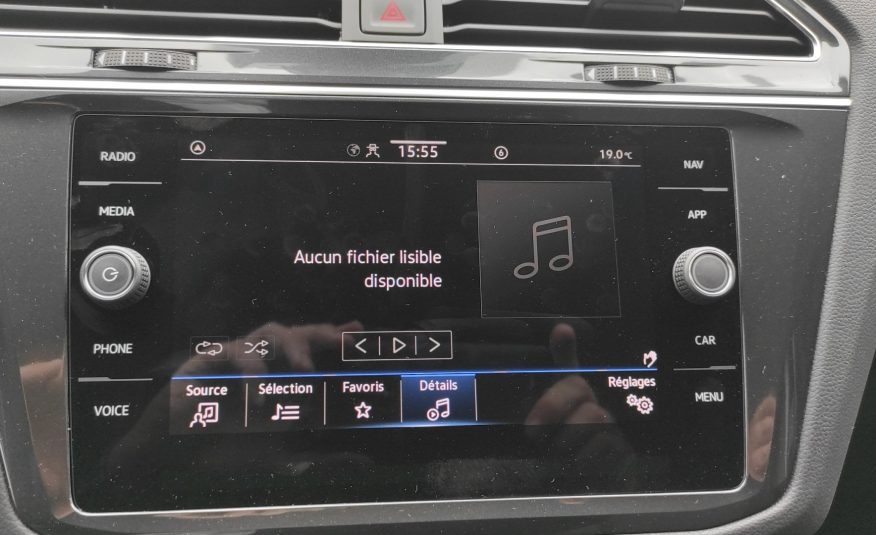 RADIO
MEDIA
PHONE
VOICE
15:55
6
19.0°C
Aucun fichier lisible
disponible
Source
Sélection
Favoris
Détails
Réglages
NAV
APP
CAR
MENU